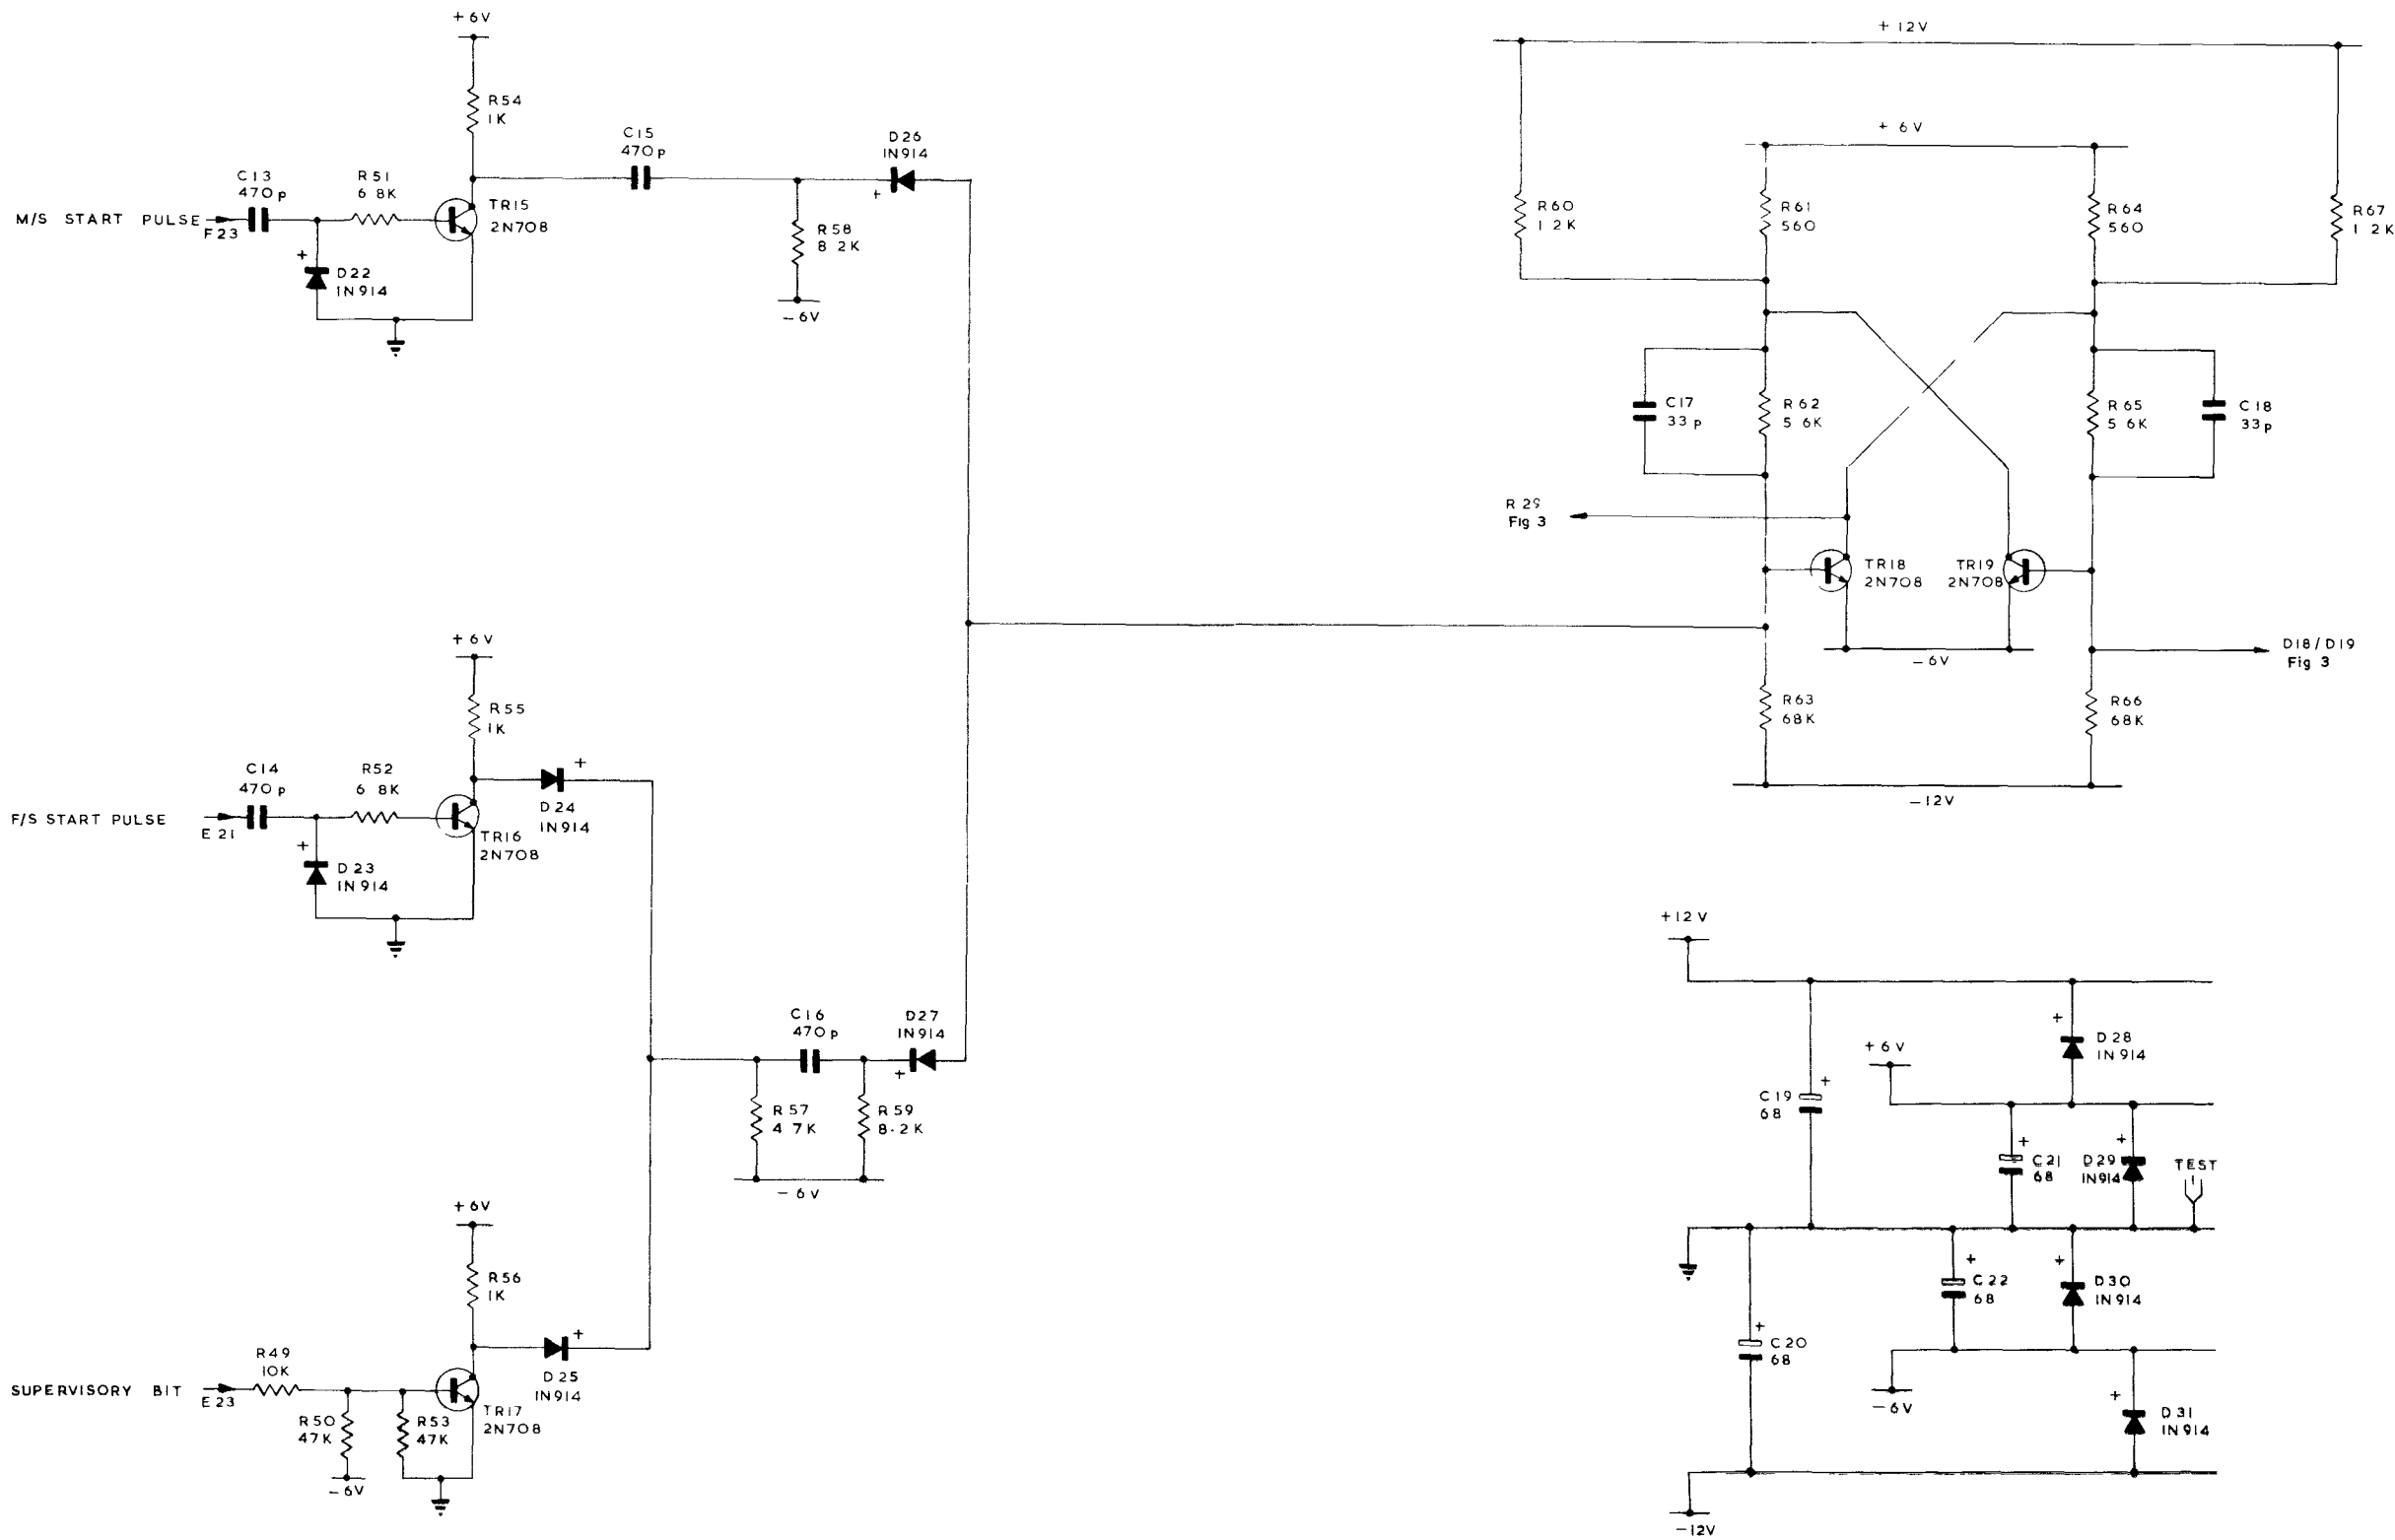 +6V
R54
1K
C15
470p
D26
IN914
C13
470p
R51
6 8K
TR15
2N708
M/S START PULSE
F23
D22
IN914
R58
8 2K
-6V
+12V
+6V
R60
1 2K
R61
560
R64
560
R67
1 2K
C17
33p
R62
5 6K
R65
5 6K
C18
33p
R 29
Fig 3
TR18
2N708
TR19
2N708
-6V
D18/D19
Fig 3
R63
68K
R66
68K
-12V
+6V
R55
1K
C14
470p
R52
6 8K
D24
IN914
F/S START PULSE
E21
TR16
2N708
D23
IN914
C16
470p
D27
IN914
R57
4 7K
R59
8.2K
-6V
+6V
R56
1K
R49
10K
D25
IN914
SUPERVISORY BIT
E23
R50
47K
R53
47K
TR17
2N708
-6V
+12V
D28
IN914
+6V
C19
68
C21
68
D29
IN914
TEST
C22
68
D30
IN914
C20
68
-6V
D31
IN914
-12V